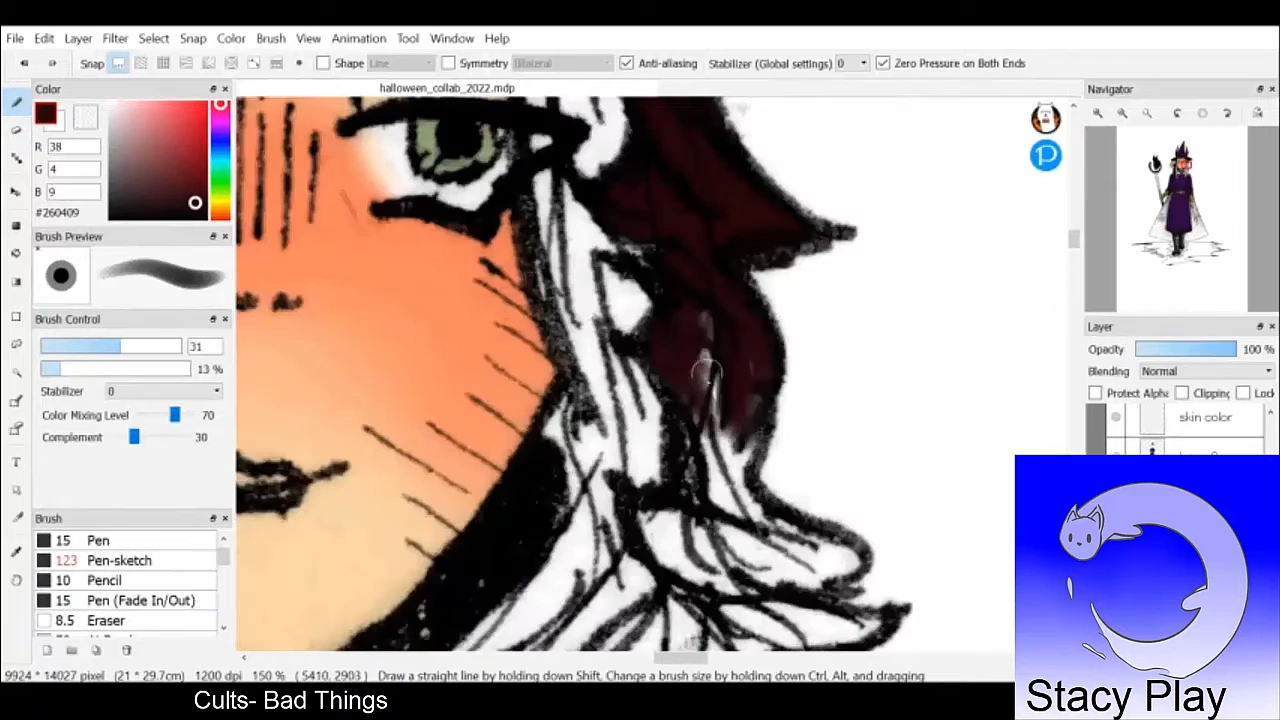 File Edit Layer Filter Select Snap Color Brush View Animation Tool Window Help
Snap Shape Line Symmetry Bilateral Anti-aliasing Stabilizer (Global settings) 0 Zero Pressure on Both Ends
Color
halloween_collab_2022.mdp
Navigator
R 38
G 4
B 9
#260409
Brush Preview
Brush Control
31
13 %
Stabilizer 0
Color Mixing Level 70
Complement 30
Brush
15 Pen
123 Pen-sketch
10 Pencil
15 Pen (Fade In/Out)
8.5 Eraser
Layer
Opacity 100 %
Blending Normal
Protect Alpha Clipping Lock
skin color
9924 * 14027 pixel (21 * 29.7cm) 1200 dpi 150 % ( 5410, 2903 ) Draw a straight line by holding down Shift, Change a brush size by holding down Ctrl, Alt, and dragging
Cults- Bad Things
Stacy Play